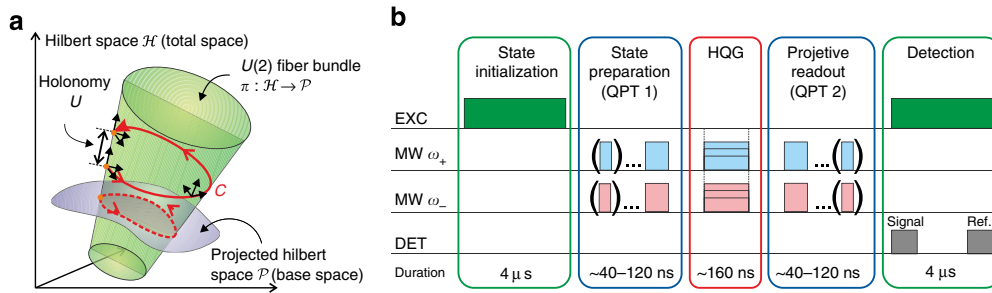 a
Hilbert space ℋ (total space)
U(2) fiber bundle
π : ℋ → 𝒫
Holonomy
U
C
Projected hilbert
space 𝒫 (base space)
b
State
initialization
State
preparation
(QPT 1)
HQG
Projetive
readout
(QPT 2)
Detection
EXC
MW ω+
( ) ...
... ( )
MW ω−
( ) ...
... ( )
Signal
Ref.
DET
Duration
4 μs
~40–120 ns
~160 ns
~40–120 ns
4 μs